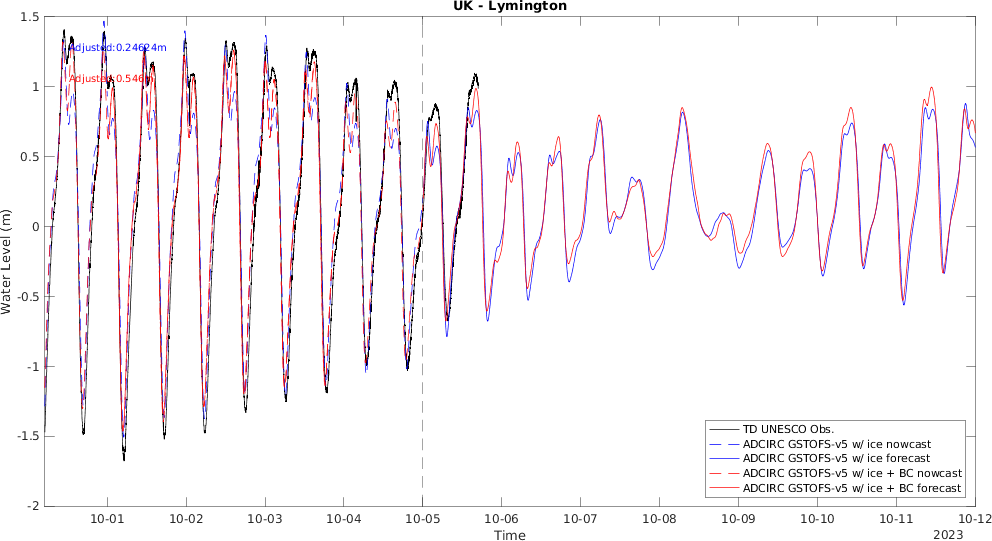 UK - Lymington
1.5
1
0.5
0
-0.5
-1
-1.5
-2
Water Level (m)
Adjusted:0.24624m
Adjusted:0.546
10-01
10-02
10-03
10-04
10-05
10-06
10-07
10-08
10-09
10-10
10-11
10-12
Time
2023
TD UNESCO Obs.
ADCIRC GSTOFS-v5 w/ ice nowcast
ADCIRC GSTOFS-v5 w/ ice forecast
ADCIRC GSTOFS-v5 w/ ice + BC nowcast
ADCIRC GSTOFS-v5 w/ ice + BC forecast